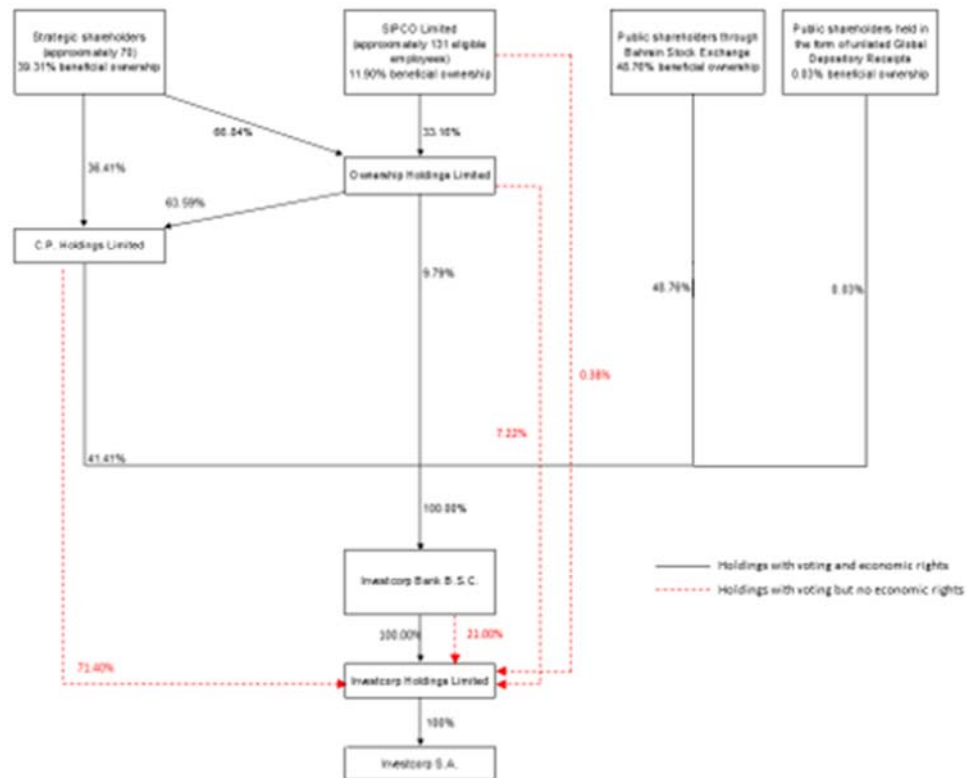 Strategic shareholders
(approximately 70)
39.31% beneficial ownership
SIPCO Limited
(approximately 131 eligible
employees)
11.90% beneficial ownership
Public shareholders through
Bahrain Stock Exchange
48.76% beneficial ownership
Public shareholders held in
the form of unlisted Global
Depository Receipts
0.03% beneficial ownership
66.84%
33.16%
36.41%
Ownership Holdings Limited
63.59%
C.P. Holdings Limited
9.79%
48.76%
0.03%
0.38%
7.22%
41.41%
100.00%
Investcorp Bank B.S.C.
Holdings with voting and economic rights
Holdings with voting but no economic rights
100.00%
21.00%
71.40%
Investcorp Holdings Limited
100%
Investcorp S.A.